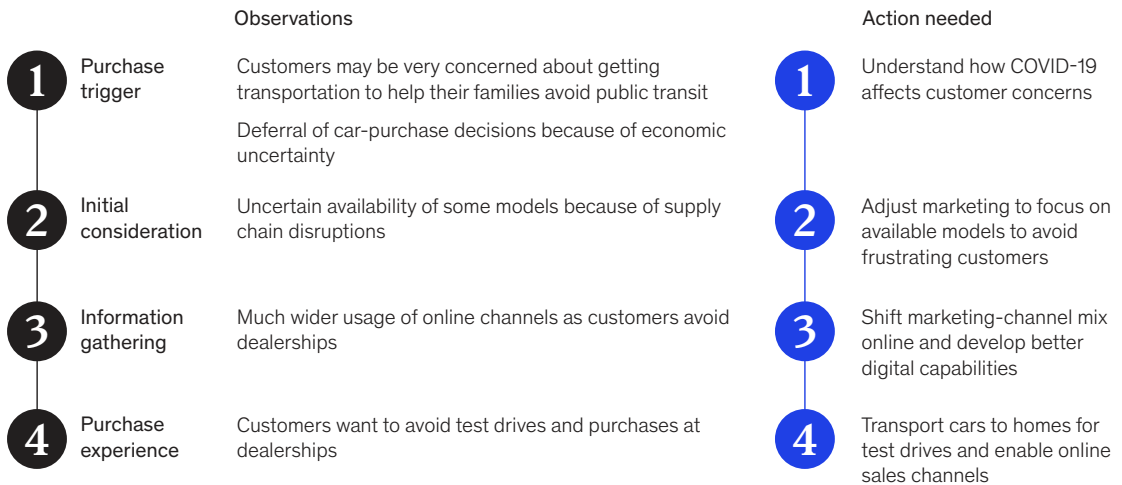 Observations
Action needed
1
Purchase
trigger
Customers may be very concerned about getting
transportation to help their families avoid public transit
Deferral of car-purchase decisions because of economic
uncertainty
1
Understand how COVID-19
affects customer concerns
2
Initial
consideration
Uncertain availability of some models because of supply
chain disruptions
2
Adjust marketing to focus on
available models to avoid
frustrating customers
3
Information
gathering
Much wider usage of online channels as customers avoid
dealerships
3
Shift marketing-channel mix
online and develop better
digital capabilities
4
Purchase
experience
Customers want to avoid test drives and purchases at
dealerships
4
Transport cars to homes for
test drives and enable online
sales channels